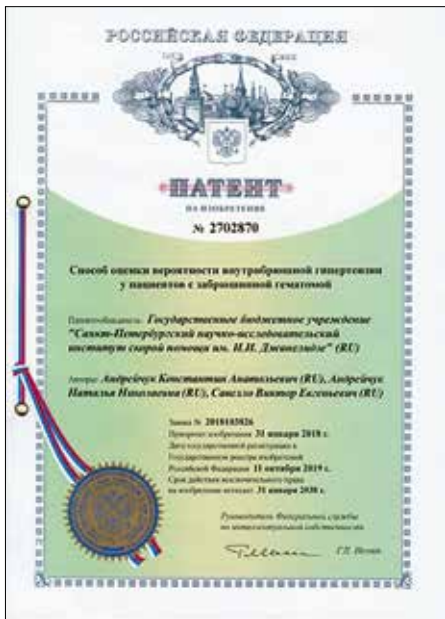 РОССИЙСКАЯ ФЕДЕРАЦИЯ
ПАТЕНТ
НА ИЗОБРЕТЕНИЕ
№ 2702870
Способ оценки вероятности внутрибрюшной гипертензии
у пациентов с забрюшинной гематомой
Патентообладатель: Государственное бюджетное учреждение
"Санкт-Петербургский научно-исследовательский
институт скорой помощи им. И.И. Джанелидзе" (RU)
Авторы: Андрейчук Константин Анатольевич (RU), Андрейчук
Наталья Николаевна (RU), Савелло Виктор Евгеньевич (RU)
Заявка № 2018103826
Приоритет изобретения 31 января 2018 г.
Дата государственной регистрации в
Государственном реестре изобретений
Российской Федерации 11 октября 2019 г.
Срок действия исключительного права
на изобретение истекает 31 января 2038 г.
Руководитель Федеральной службы
по интеллектуальной собственности
Г.П. Ивлиев